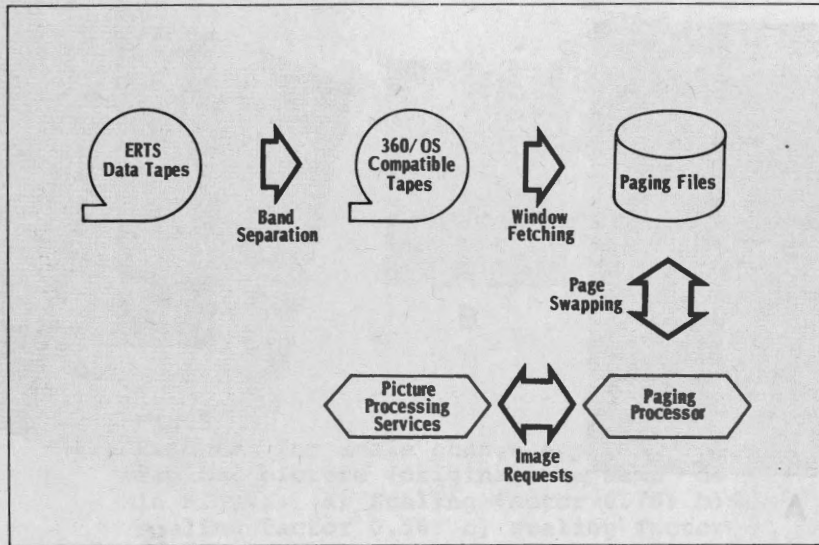 ERTS
Data Tapes
Band
Separation
360/OS
Compatible
Tapes
Window
Fetching
Paging Files
Page
Swapping
Picture
Processing
Services
Image
Requests
Paging
Processor